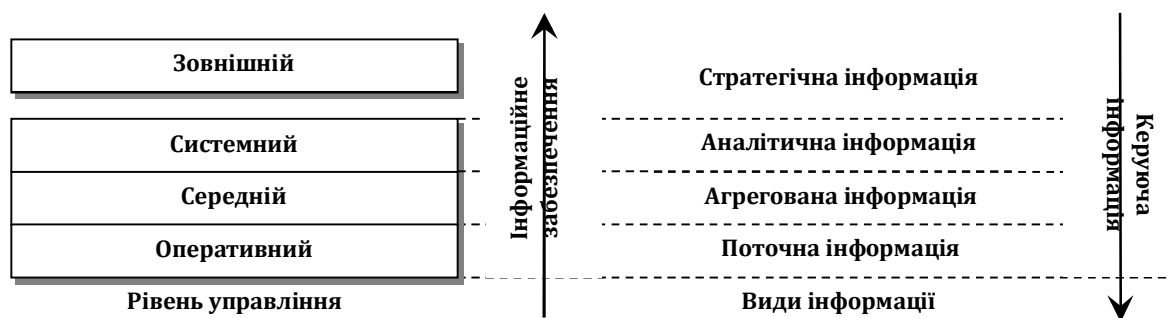 Зовнішній
Стратегічна інформація
Системний
Аналітична інформація
Середній
Агрегована інформація
Оперативний
Поточна інформація
Рівень управління
Види інформації
Інформаційне
забезпечення
Керуюча
інформація